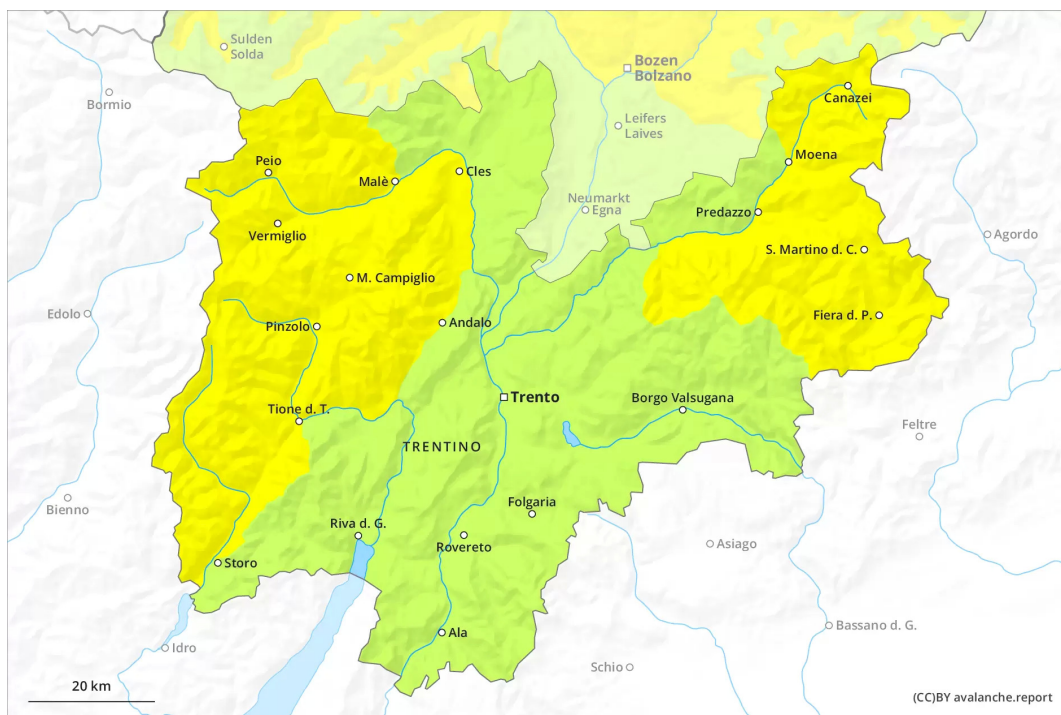 Sulden
Solda
Bozen
Bolzano
Bormio
Canazei
Leifers
Laives
Peio
Malè
Cles
Moena
Neumarkt
Egna
Predazzo
Vermiglio
S. Martino d. C.
Agordo
M. Campiglio
Edolo
Pinzolo
Andalo
Fiera d. P.
Trento
Borgo Valsugana
Tione d. T.
TRENTINO
Feltre
Bienno
Folgaria
Riva d. G.
Rovereto
Asiago
Storo
Ala
Bassano d. G.
Idro
Schio
20 km
(CC)BY avalanche.report